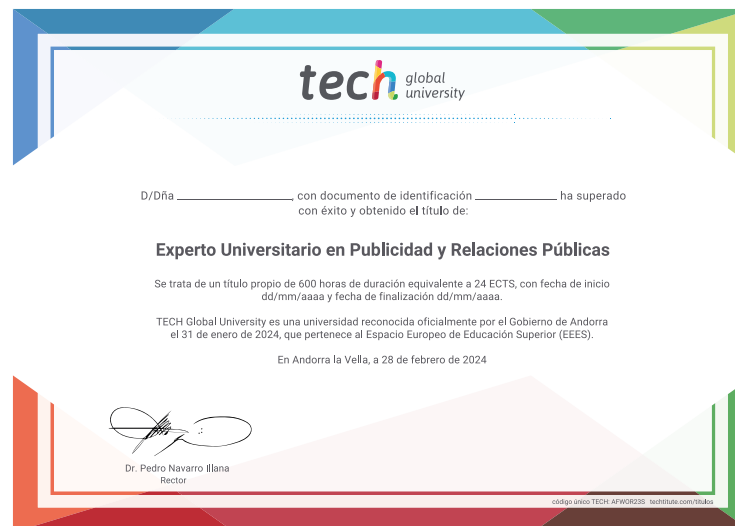 tech global
university
D/Dña ______________, con documento de identificación __________ ha superado
con éxito y obtenido el título de:
Experto Universitario en Publicidad y Relaciones Públicas
Se trata de un título propio de 600 horas de duración equivalente a 24 ECTS, con fecha de inicio
dd/mm/aaaa y fecha de finalización dd/mm/aaaa.
TECH Global University es una universidad reconocida oficialmente por el Gobierno de Andorra
el 31 de enero de 2024, que pertenece al Espacio Europeo de Educación Superior (EEES).
En Andorra la Vella, a 28 de febrero de 2024
Dr. Pedro Navarro Illana
Rector
código único TECH: AFWOR23S techtitute.com/titulos